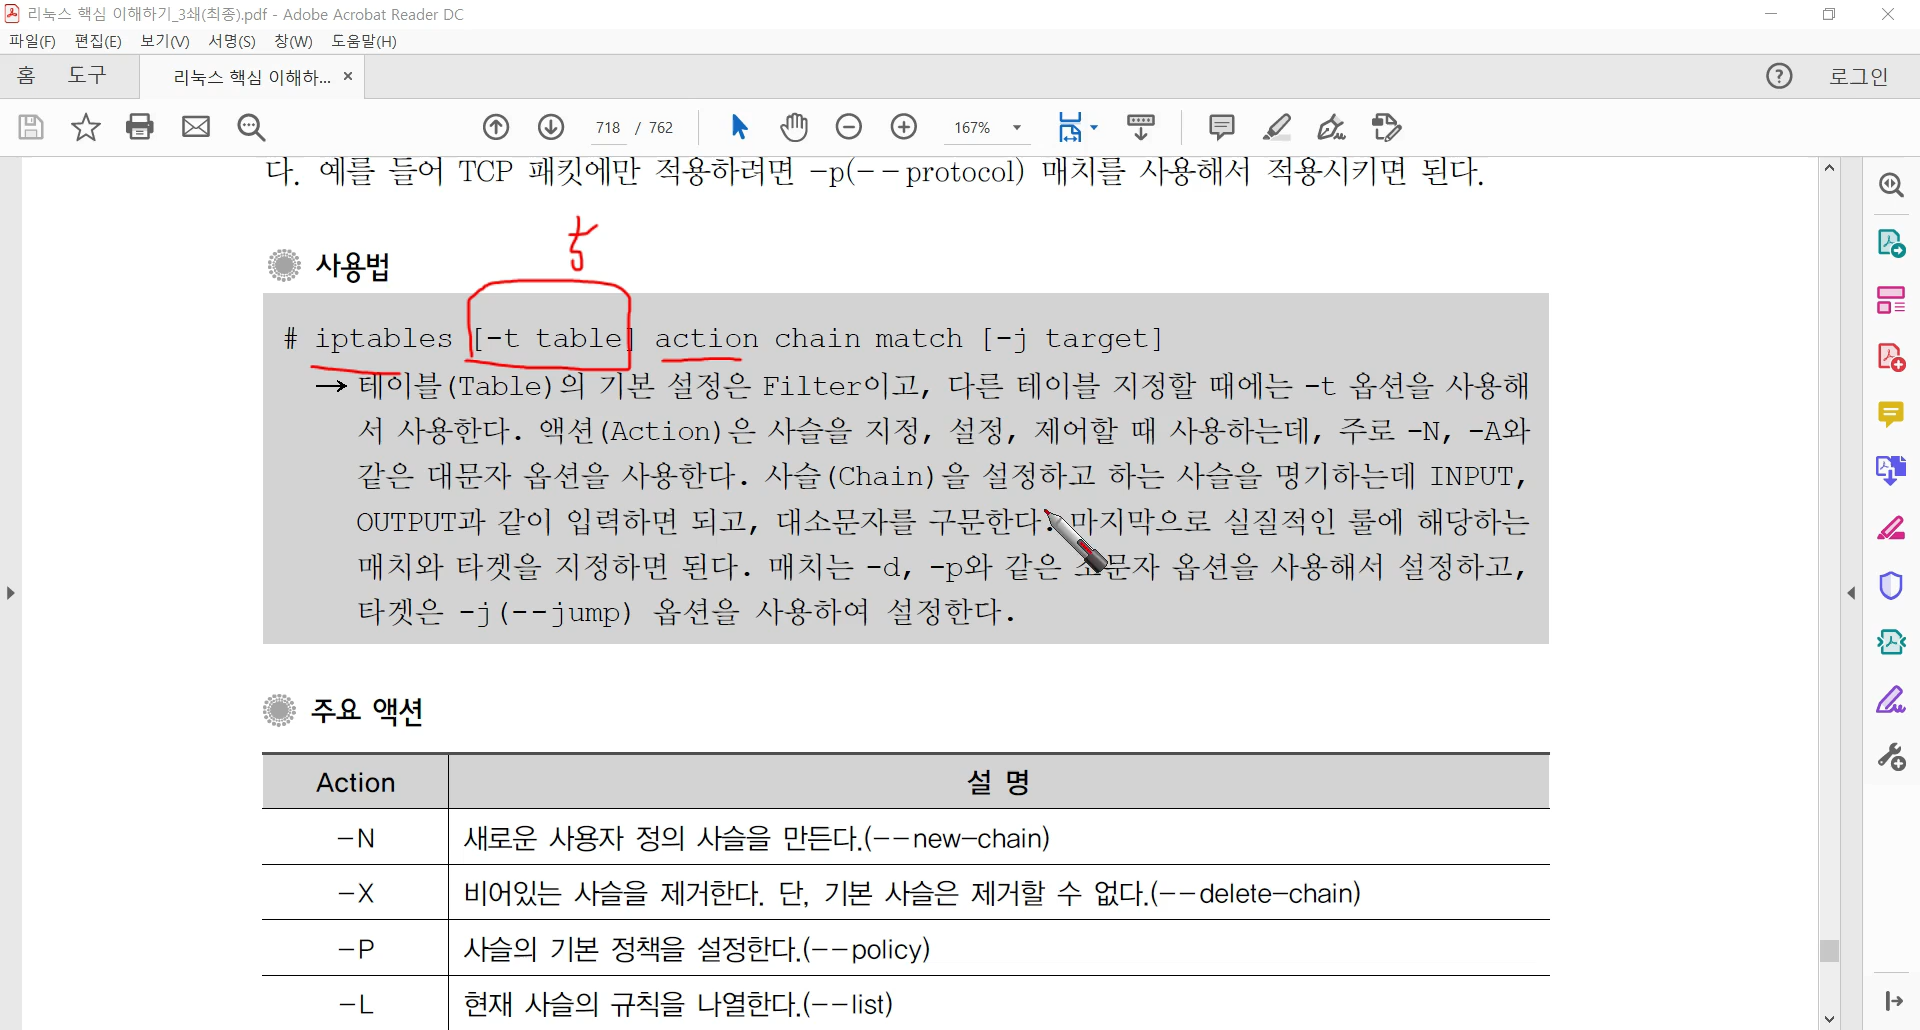 리눅스 핵심 이해하기_3쇄(최종).pdf - Adobe Acrobat Reader DC
파일(F) 편집(E) 보기(V) 서명(S) 창(W) 도움말(H)
홈 도구 리눅스 핵심 이해하... × ? 로그인
718 / 762 167%
다. 예를 들어 TCP 패킷에만 적용하려면 -p(--protocol) 매치를 사용해서 적용시키면 된다.
사용법
# iptables [-t table] action chain match [-j target]
→ 테이블(Table)의 기본 설정은 Filter이고, 다른 테이블 지정할 때에는 -t 옵션을 사용해
서 사용한다. 액션(Action)은 사슬을 지정, 설정, 제어할 때 사용하는데, 주로 -N, -A와
같은 대문자 옵션을 사용한다. 사슬(Chain)을 설정하고 하는 사슬을 명기하는데 INPUT,
OUTPUT과 같이 입력하면 되고, 대소문자를 구문한다. 마지막으로 실질적인 룰에 해당하는
매치와 타겟을 지정하면 된다. 매치는 -d, -p와 같은 소문자 옵션을 사용해서 설정하고,
타겟은 -j(--jump) 옵션을 사용하여 설정한다.
주요 액션
Action 설 명
-N 새로운 사용자 정의 사슬을 만든다.(--new-chain)
-X 비어있는 사슬을 제거한다. 단, 기본 사슬은 제거할 수 없다.(--delete-chain)
-P 사슬의 기본 정책을 설정한다.(--policy)
-L 현재 사슬의 규칙을 나열한다.(--list)